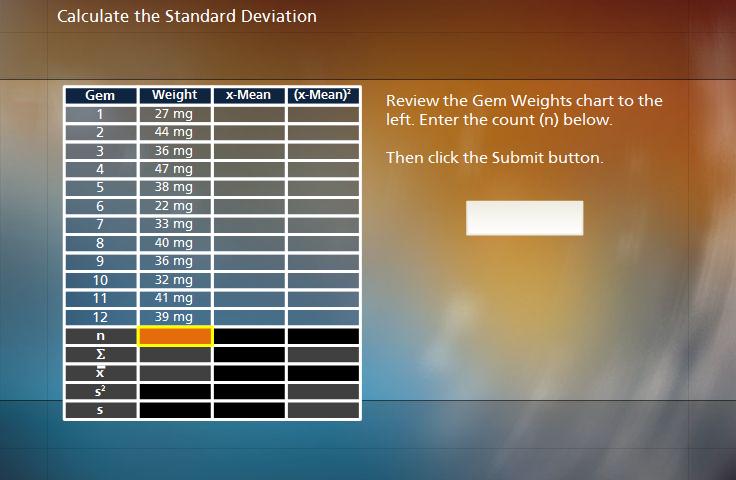 Calculate the Standard Deviation
Gem Weight x-Mean (x-Mean)²
1 27 mg
2 44 mg
3 36 mg
4 47 mg
5 38 mg
6 22 mg
7 33 mg
8 40 mg
9 36 mg
10 32 mg
11 41 mg
12 39 mg
n
Σ
x̅
s²
s
Review the Gem Weights chart to the
left. Enter the count (n) below.
Then click the Submit button.